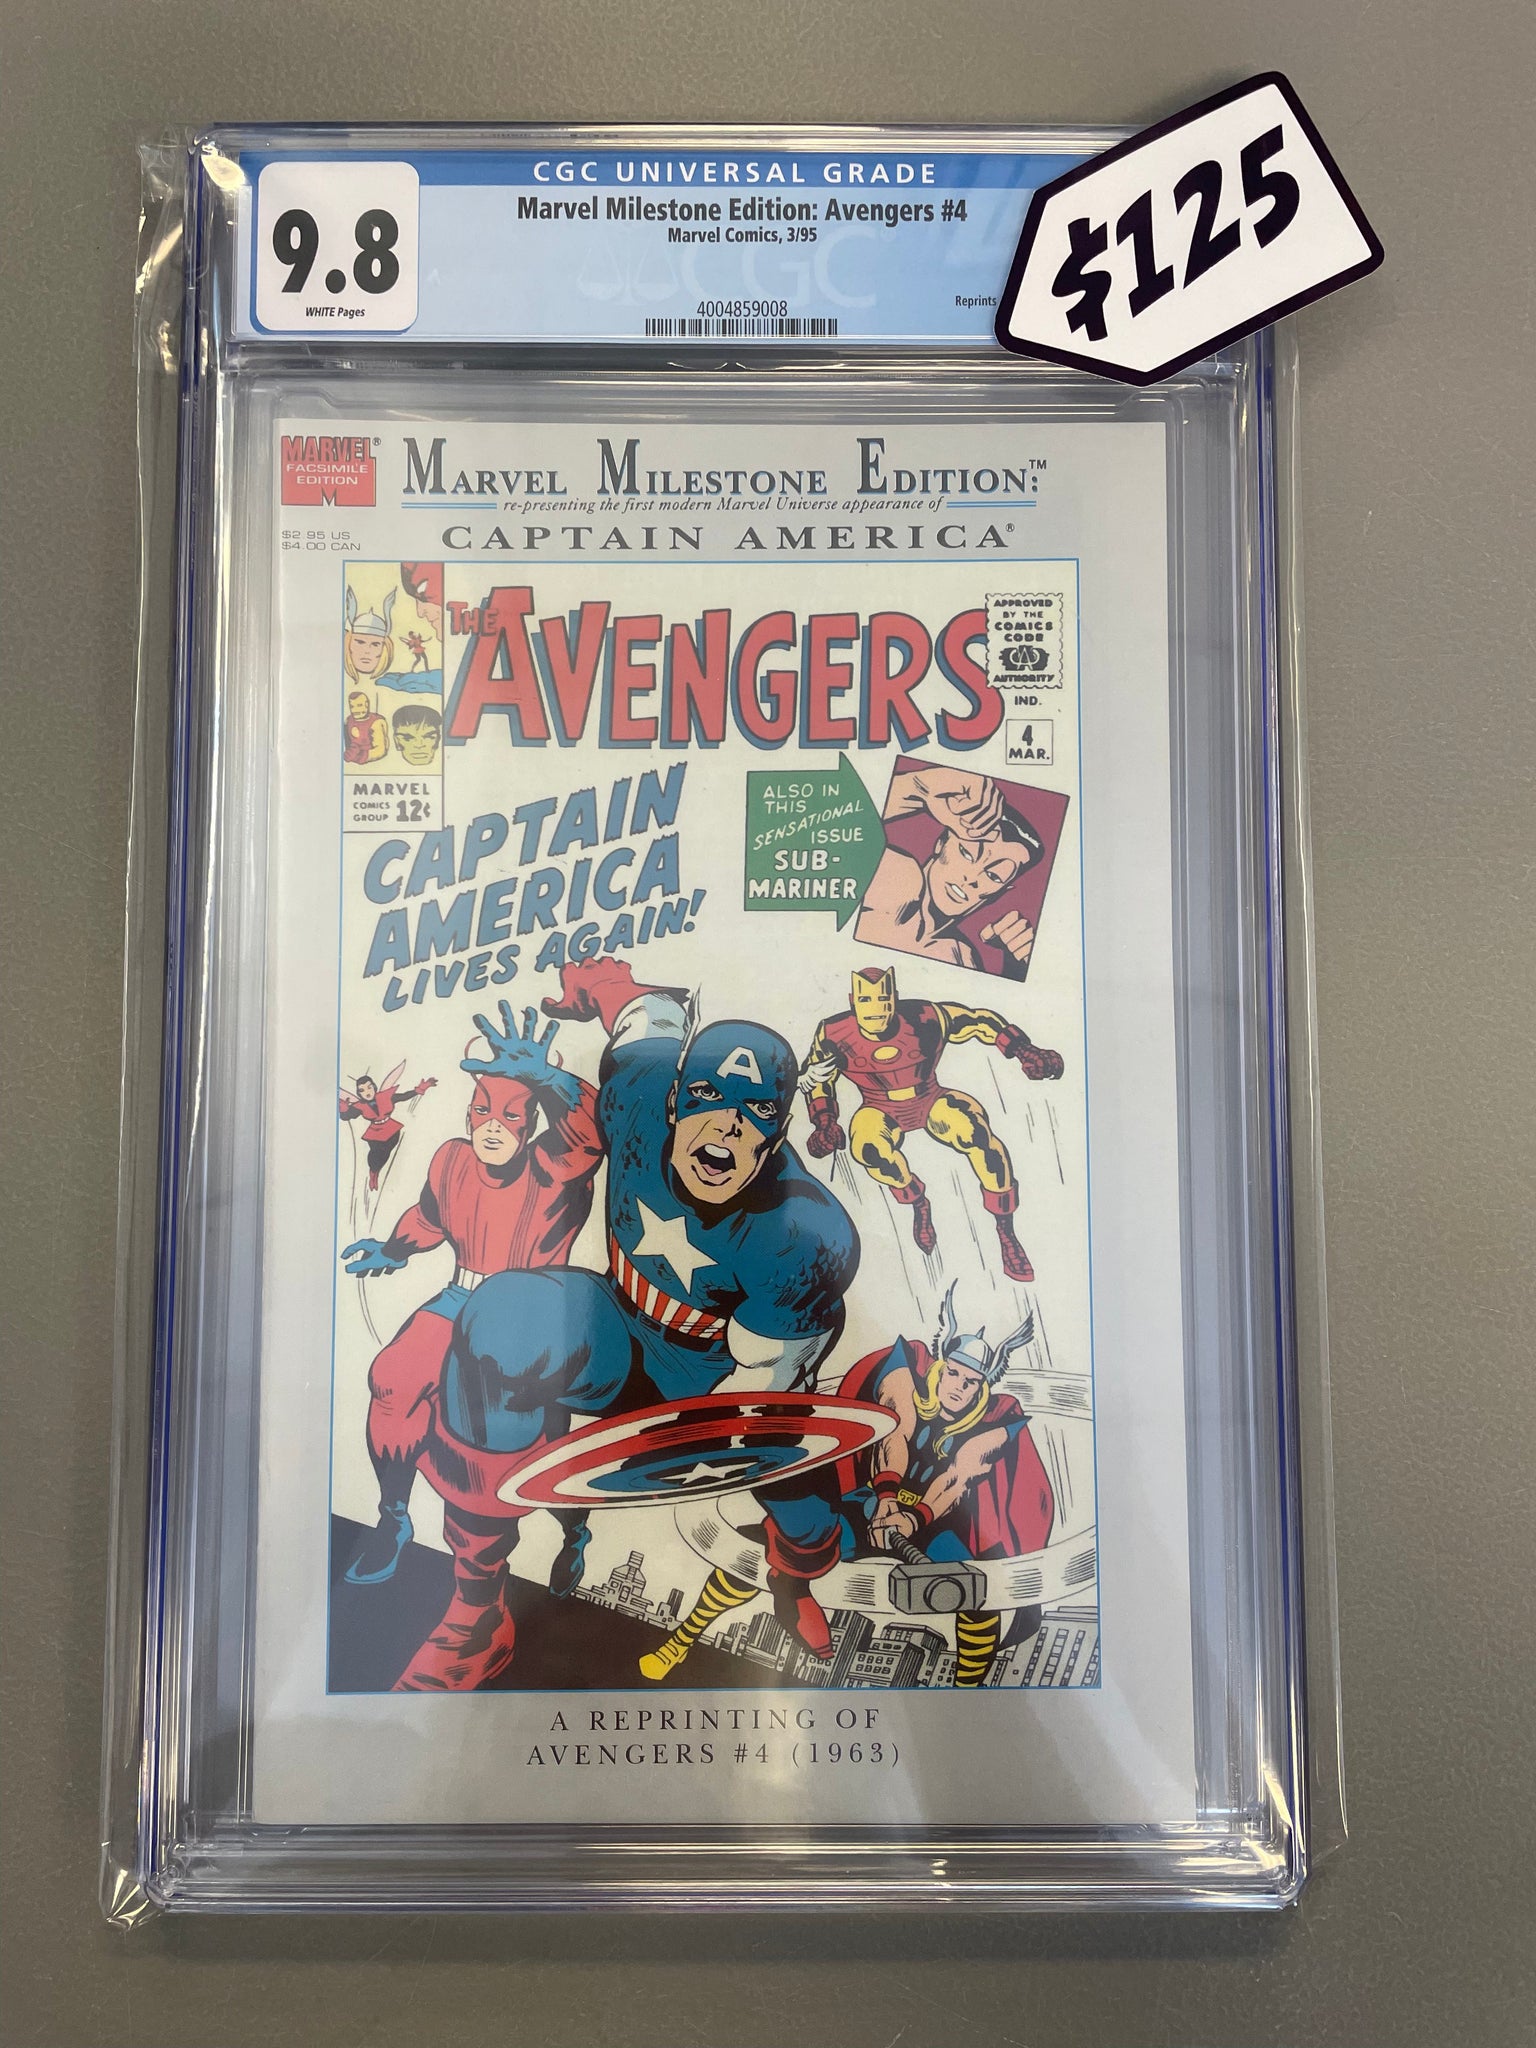 $125
CGC UNIVERSAL GRADE
9.8
WHITE Pages
Marvel Milestone Edition: Avengers #4
Marvel Comics, 3/95
CGC
Reprints
4004859008
MARVEL®
FACSIMILE
EDITION
M
$2.95 US
$4.00 CAN
MARVEL MILESTONE EDITION:™
re-presenting the first modern Marvel Universe appearance of
CAPTAIN AMERICA®
THE AVENGERS
APPROVED
BY THE
COMICS
CODE
CA
AUTHORITY
IND.
4
MAR.
MARVEL
COMICS
GROUP 12¢
CAPTAIN
AMERICA
LIVES AGAIN!
ALSO IN
THIS
SENSATIONAL
ISSUE
SUB-
MARINER
A
A REPRINTING OF
AVENGERS #4 (1963)